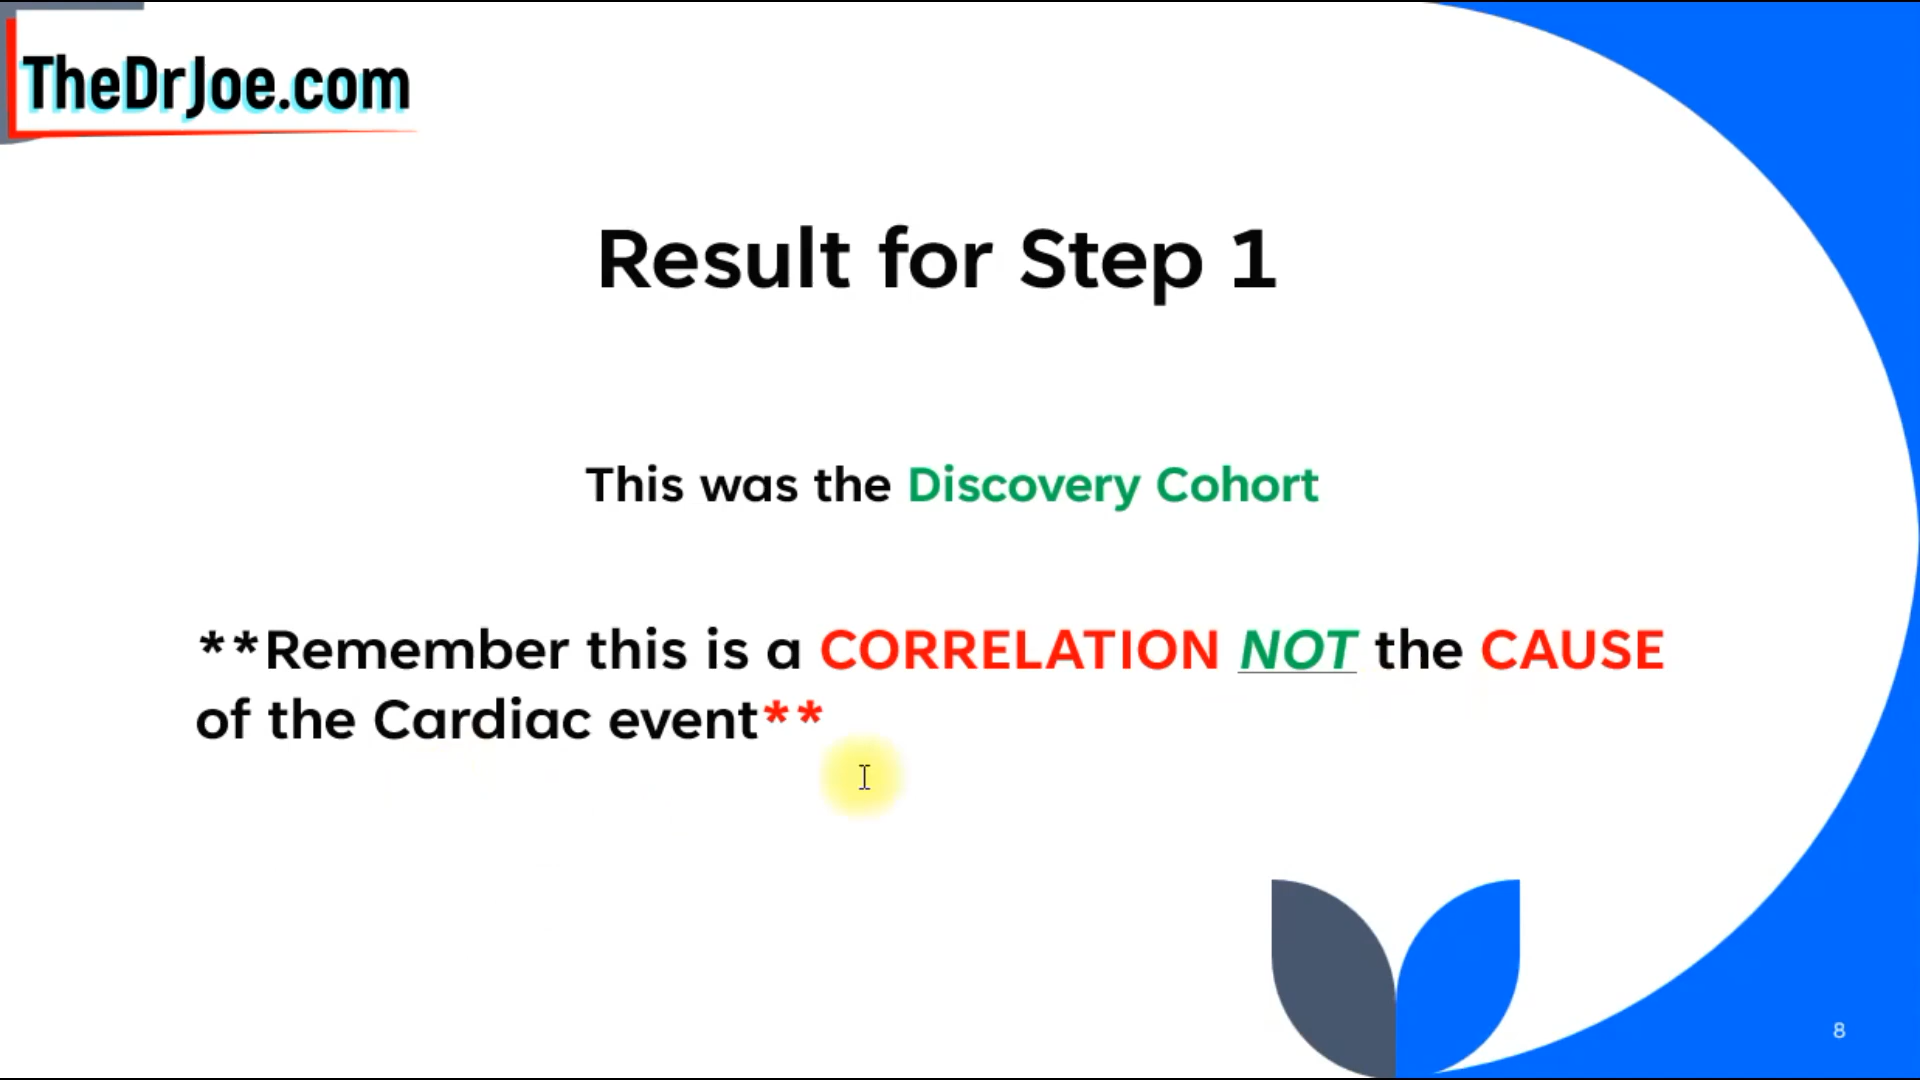 TheDrJoe.com
Result for Step 1
This was the Discovery Cohort
**Remember this is a CORRELATION NOT the CAUSE
of the Cardiac event**
8